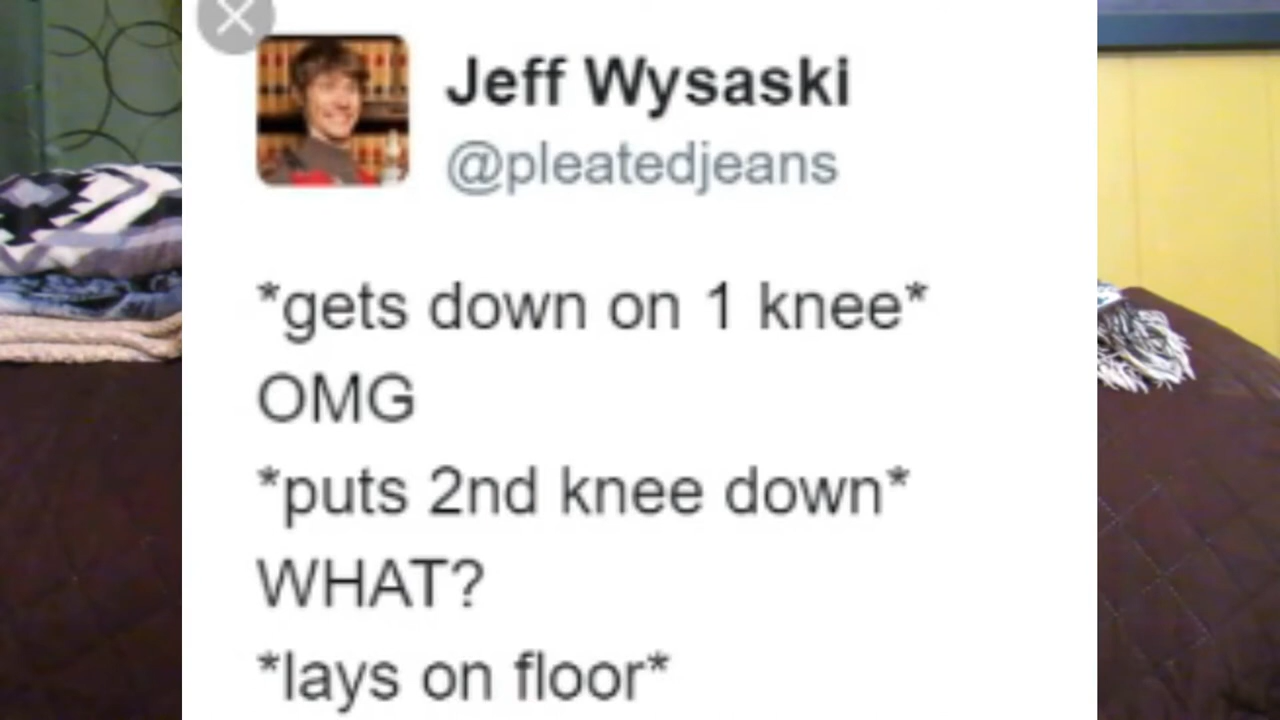 Jeff Wysaski
@pleatedjeans
*gets down on 1 knee*
OMG
*puts 2nd knee down*
WHAT?
*lays on floor*